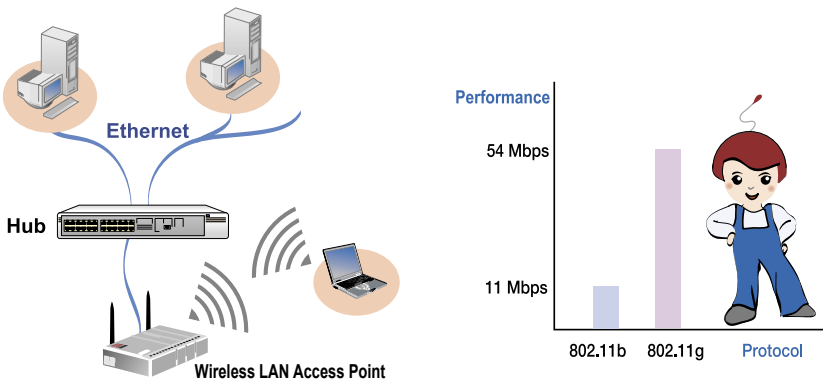 Ethernet
Hub
Wireless LAN Access Point
Performance
54 Mbps
11 Mbps
802.11b
802.11g
Protocol